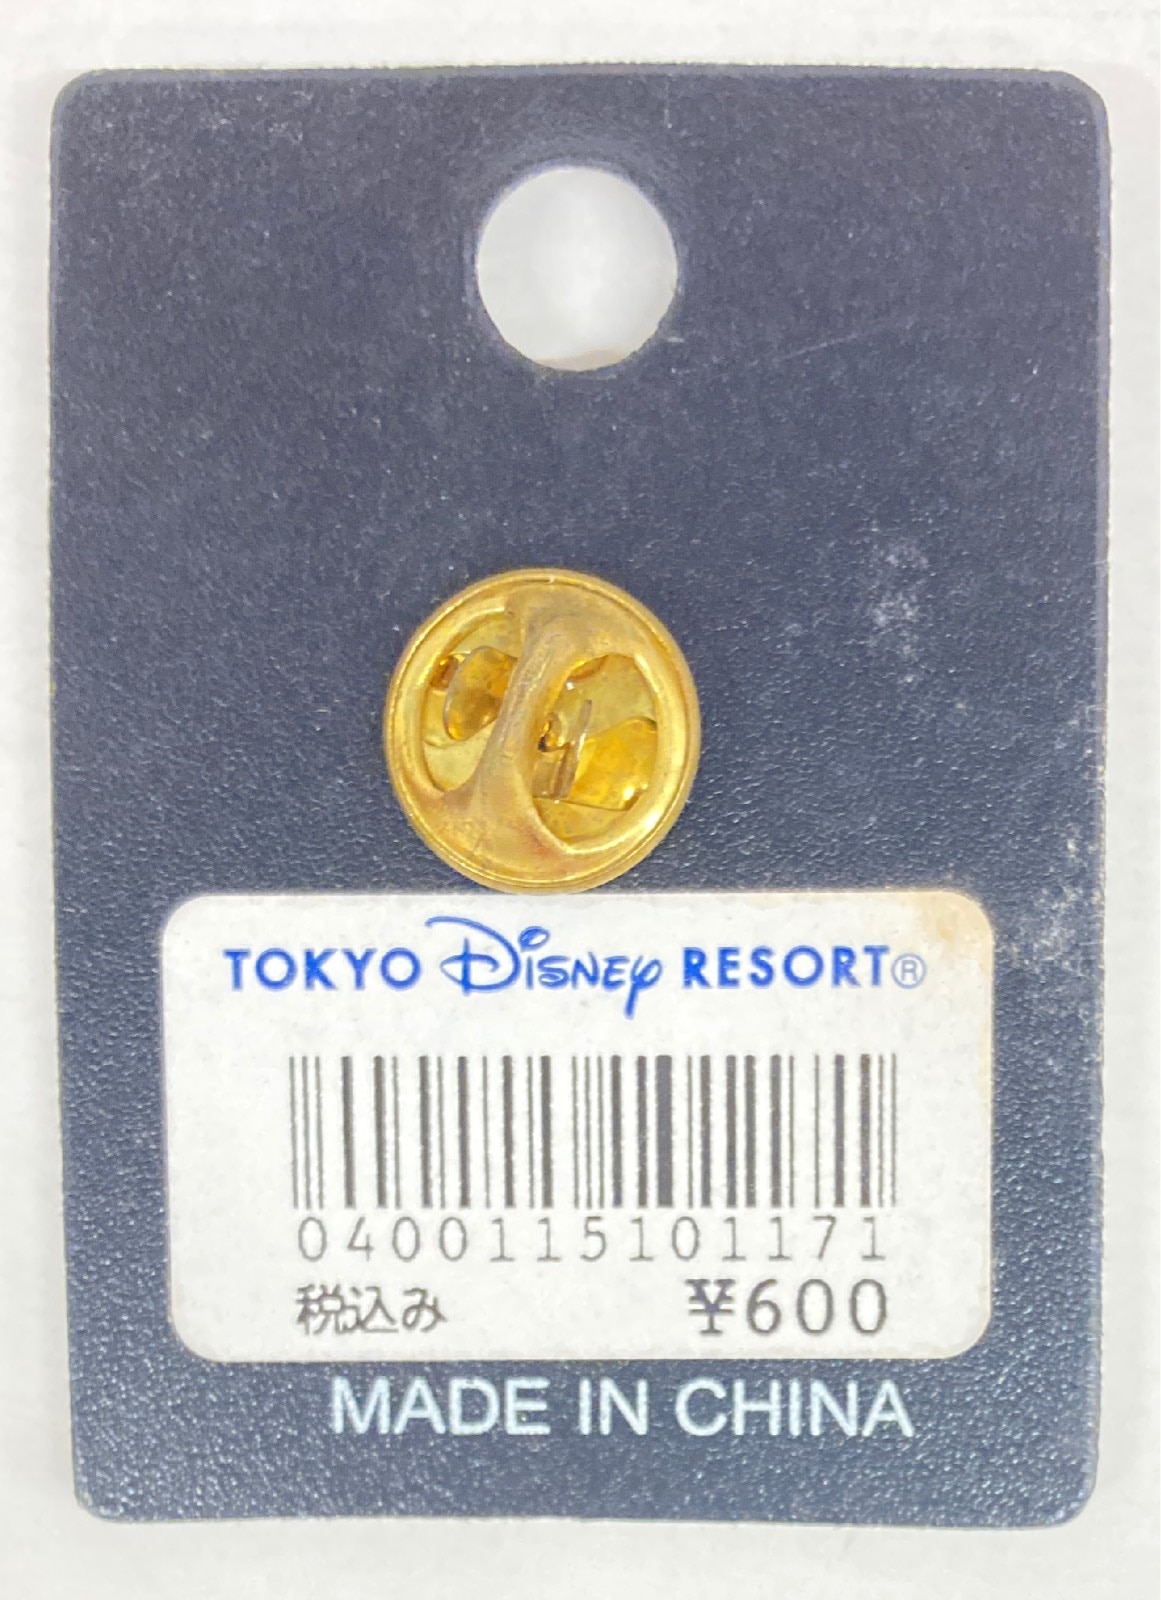 TOKYO Disney RESORT®
0400115101171
税込み ¥600
MADE IN CHINA